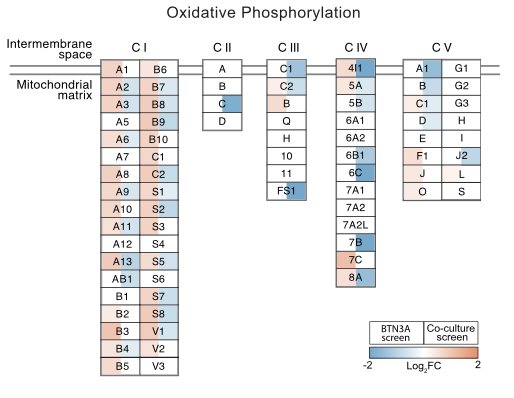 Oxidative Phosphorylation
Intermembrane space
Mitochondrial matrix
C I
C II
C III
C IV
C V
A1 B6
A2 B7
A3 B8
A5 B9
A6 B10
A7 C1
A8 C2
A9 S1
A10 S2
A11 S3
A12 S4
A13 S5
AB1 S6
B1 S7
B2 S8
B3 V1
B4 V2
B5 V3
A
B
C
D
C1
C2
B
Q
H
10
11
FS1
4I1
5A
5B
6A1
6A2
6B1
6C
7A1
7A2
7A2L
7B
7C
8A
A1 G1
B G2
C1 G3
D H
E I
F1 J2
J L
O S
BTN3A screen
Co-culture screen
-2 Log2FC 2